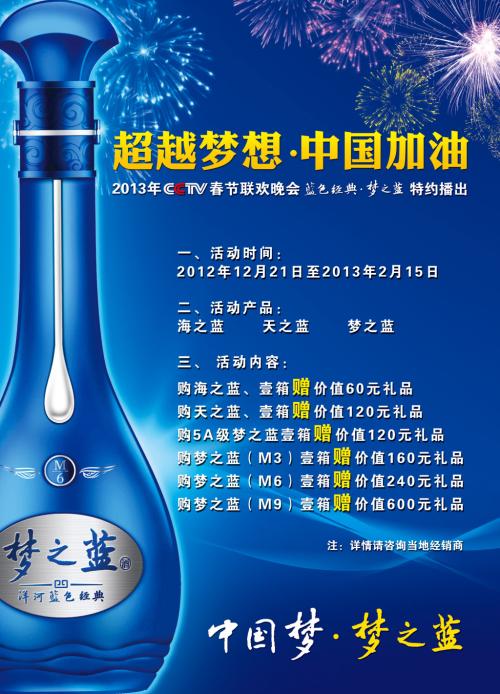 超越梦想·中国加油
2013年CCTV春节联欢晚会 蓝色经典·梦之蓝 特约播出
一、活动时间：
2012年12月21日至2013年2月15日
二、活动产品：
海之蓝 天之蓝 梦之蓝
三、 活动内容：
购海之蓝、壹箱赠价值60元礼品
购天之蓝、壹箱赠价值120元礼品
购5A级梦之蓝壹箱赠价值120元礼品
购梦之蓝（M3）壹箱赠价值160元礼品
购梦之蓝（M6）壹箱赠价值240元礼品
购梦之蓝（M9）壹箱赠价值600元礼品
注：详情请咨询当地经销商
M
6
梦之蓝 酒
洋河蓝色经典
中国梦·梦之蓝